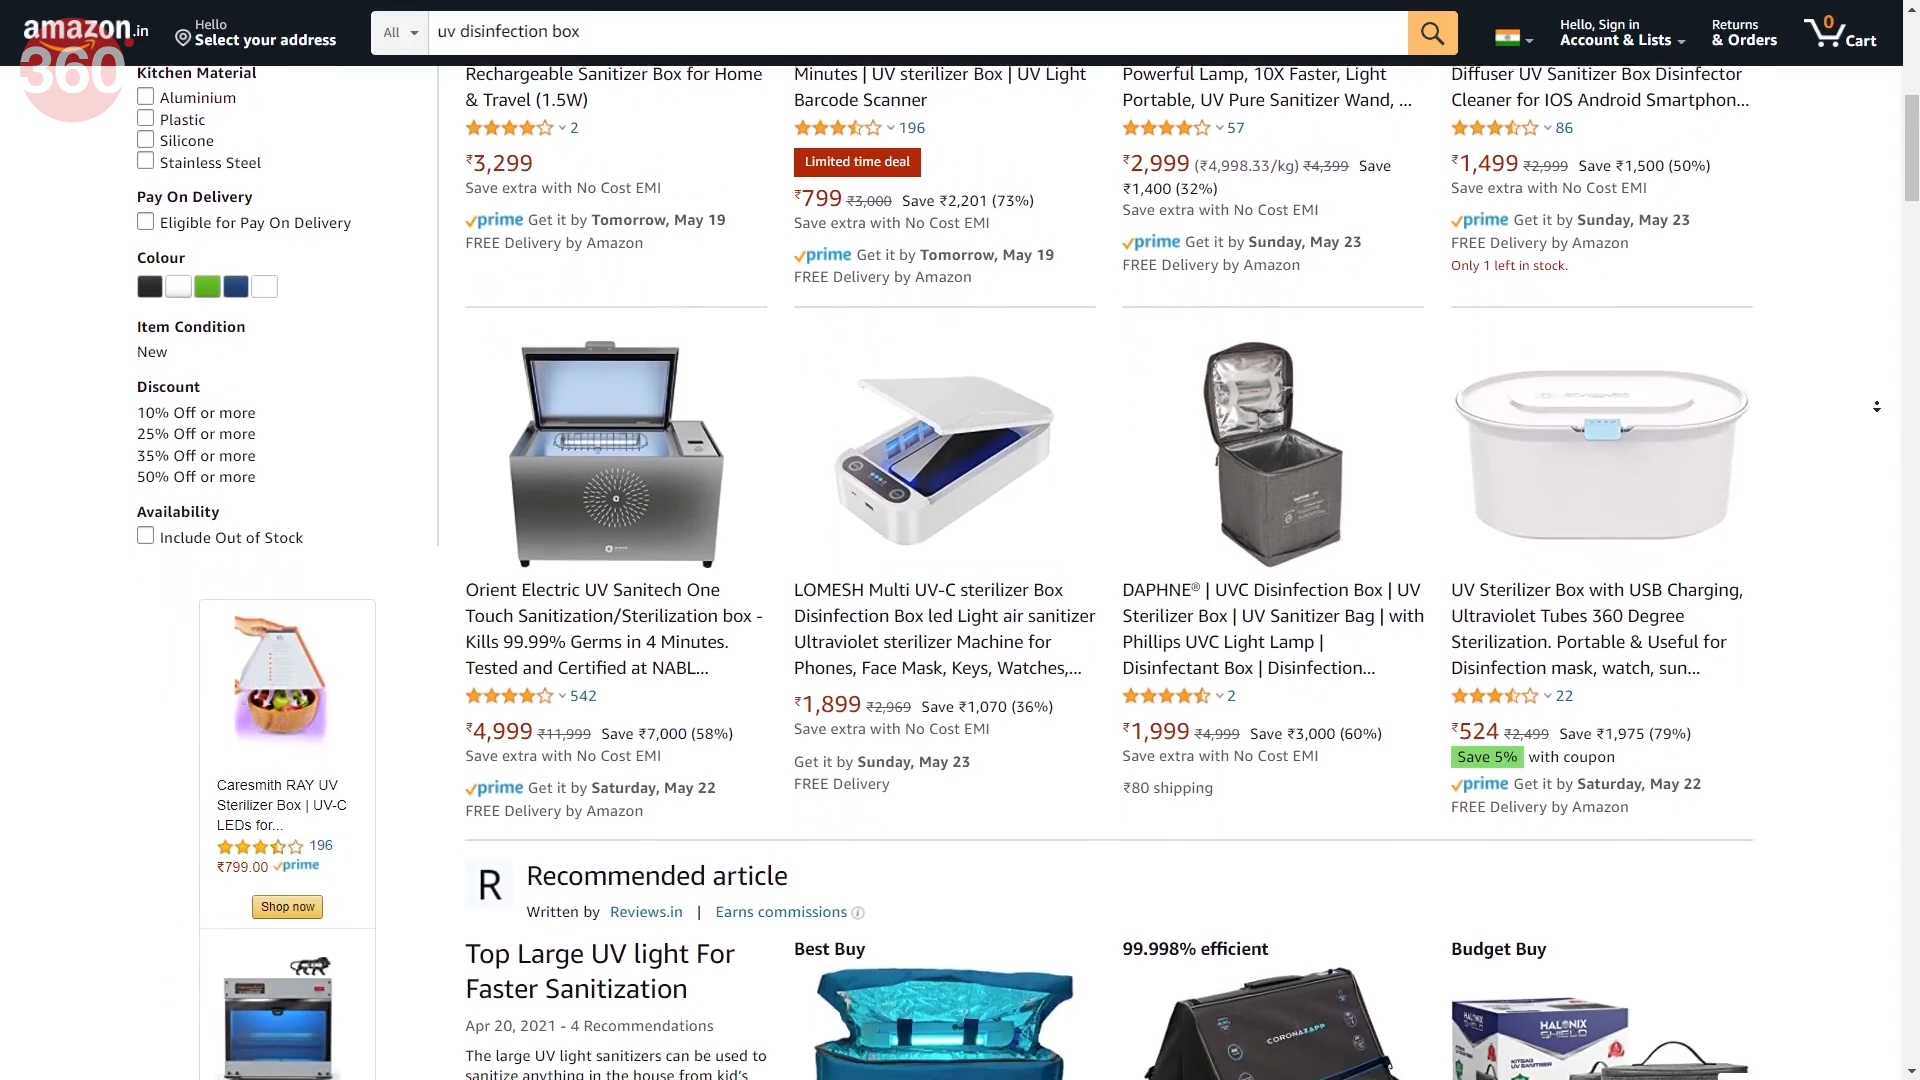 amazon.in
360
Hello
Select your address
All
uv disinfection box
Hello, Sign in
Account & Lists
Returns
& Orders
0
Cart
Kitchen Material
Aluminium
Plastic
Silicone
Stainless Steel
Pay On Delivery
Eligible for Pay On Delivery
Colour
Item Condition
New
Discount
10% Off or more
25% Off or more
35% Off or more
50% Off or more
Availability
Include Out of Stock
Caresmith RAY UV
Sterilizer Box | UV-C
LEDs for...
196
₹799.00 prime
Shop now
Rechargeable Sanitizer Box for Home
& Travel (1.5W)
2
₹3,299
Save extra with No Cost EMI
prime Get it by Tomorrow, May 19
FREE Delivery by Amazon
Minutes | UV sterilizer Box | UV Light
Barcode Scanner
196
Limited time deal
₹799 ₹3,000 Save ₹2,201 (73%)
Save extra with No Cost EMI
prime Get it by Tomorrow, May 19
FREE Delivery by Amazon
Powerful Lamp, 10X Faster, Light
Portable, UV Pure Sanitizer Wand, ...
57
₹2,999 (₹4,998.33/kg) ₹4,399 Save
₹1,400 (32%)
Save extra with No Cost EMI
prime Get it by Sunday, May 23
FREE Delivery by Amazon
Diffuser UV Sanitizer Box Disinfector
Cleaner for IOS Android Smartphon...
86
₹1,499 ₹2,999 Save ₹1,500 (50%)
Save extra with No Cost EMI
prime Get it by Sunday, May 23
FREE Delivery by Amazon
Only 1 left in stock.
Orient Electric UV Sanitech One
Touch Sanitization/Sterilization box -
Kills 99.99% Germs in 4 Minutes.
Tested and Certified at NABL...
542
₹4,999 ₹11,999 Save ₹7,000 (58%)
Save extra with No Cost EMI
prime Get it by Saturday, May 22
FREE Delivery by Amazon
LOMESH Multi UV-C sterilizer Box
Disinfection Box led Light air sanitizer
Ultraviolet sterilizer Machine for
Phones, Face Mask, Keys, Watches,...
₹1,899 ₹2,969 Save ₹1,070 (36%)
Save extra with No Cost EMI
Get it by Sunday, May 23
FREE Delivery
DAPHNE® | UVC Disinfection Box | UV
Sterilizer Box | UV Sanitizer Bag | with
Phillips UVC Light Lamp |
Disinfectant Box | Disinfection...
2
₹1,999 ₹4,999 Save ₹3,000 (60%)
Save extra with No Cost EMI
₹80 shipping
UV Sterilizer Box with USB Charging,
Ultraviolet Tubes 360 Degree
Sterilization. Portable & Useful for
Disinfection mask, watch, sun...
22
₹524 ₹2,499 Save ₹1,975 (79%)
Save 5% with coupon
prime Get it by Saturday, May 22
FREE Delivery by Amazon
R
Recommended article
Written by Reviews.in | Earns commissions
Top Large UV light For
Faster Sanitization
Apr 20, 2021 - 4 Recommendations
The large UV light sanitizers can be used to
sanitize anything in the house from kid's
Best Buy
99.998% efficient
CORONAZAPP
Budget Buy
HALONIX
SHIELD
KITBAG
UV SANITISER